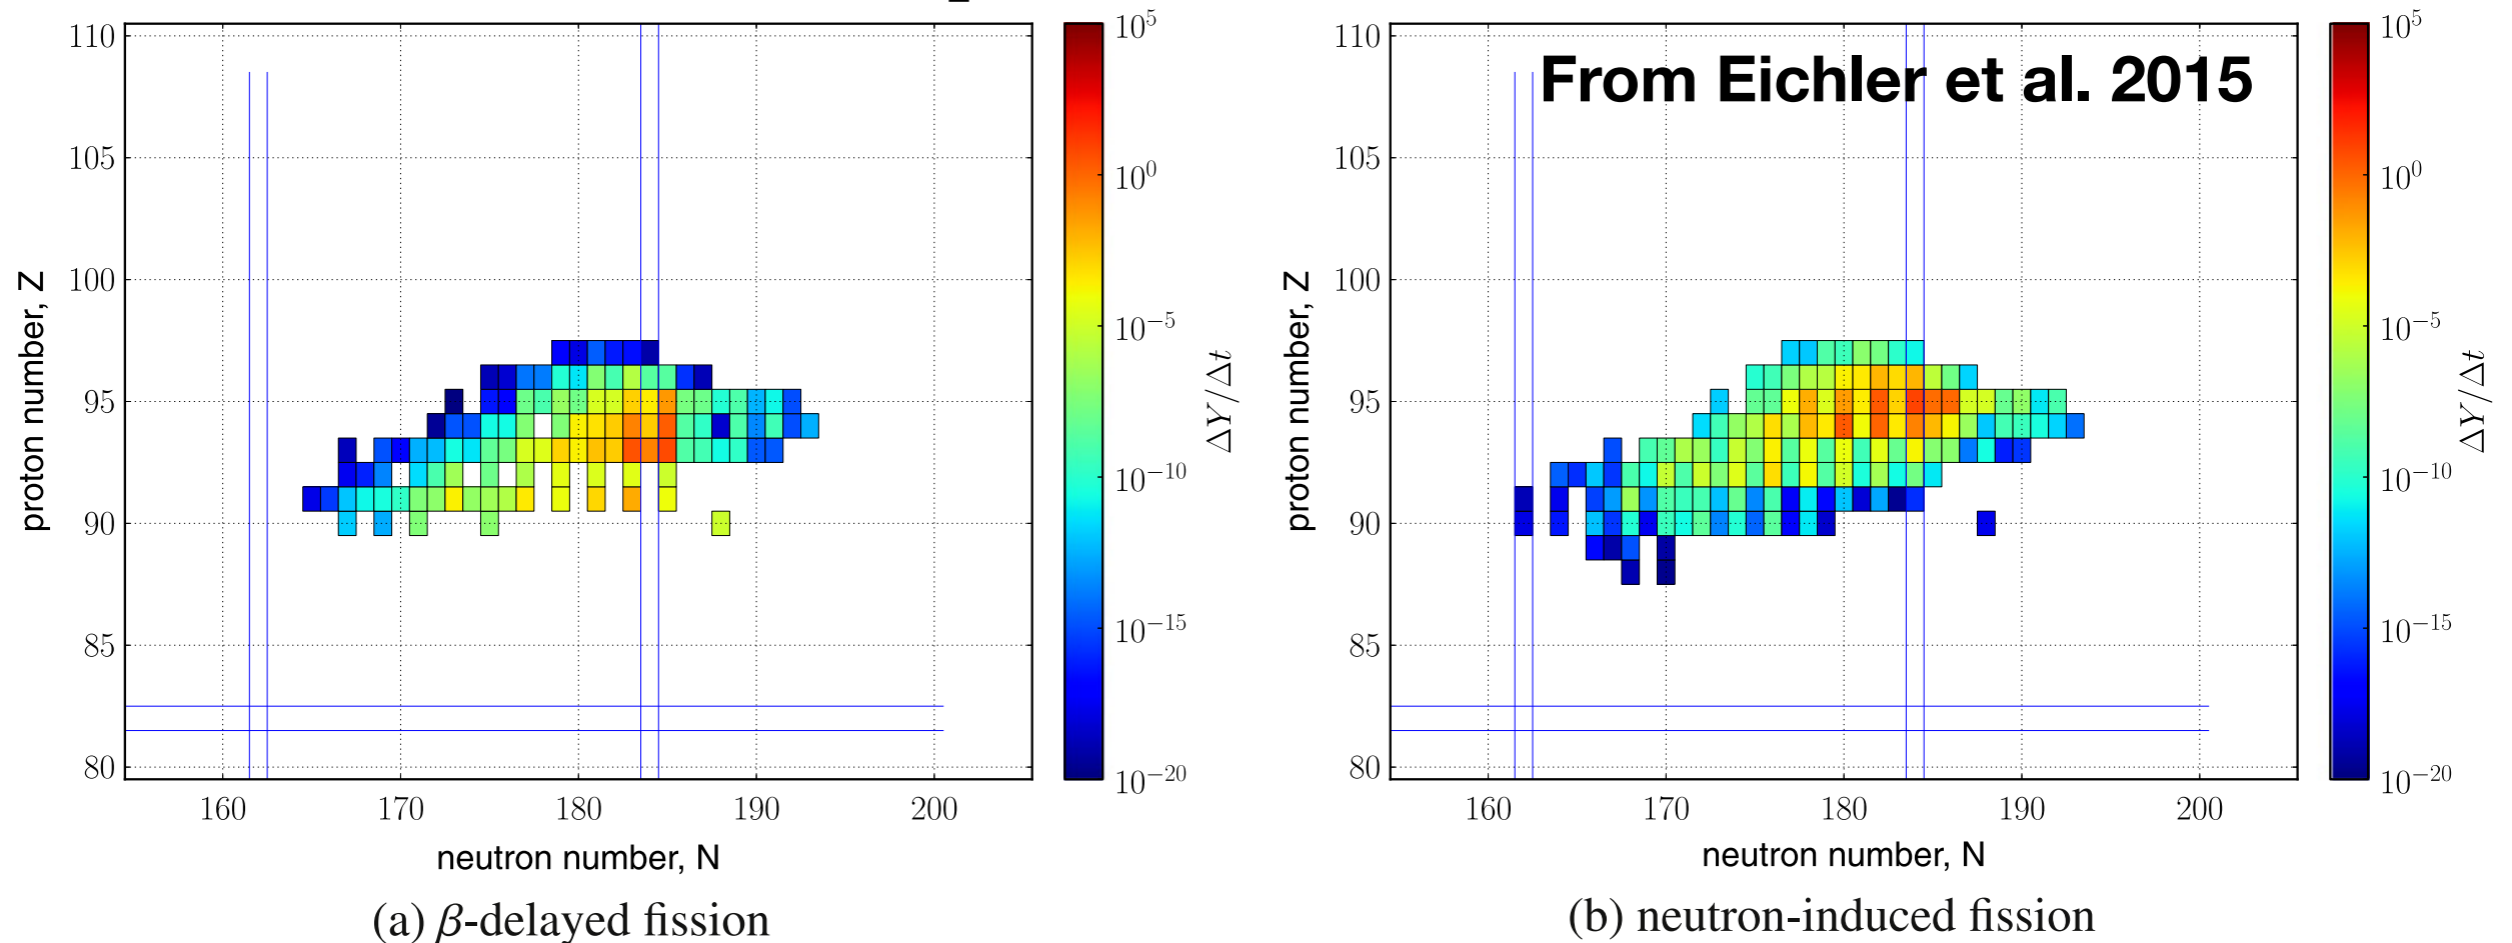 From Eichler et al. 2015
110
105
100
95
90
85
80
160 170 180 190 200
proton number, Z
neutron number, N
10^5
10^0
10^−5
10^−10
10^−15
10^−20
ΔY/Δt
(a) β-delayed fission
110
105
100
95
90
85
80
160 170 180 190 200
proton number, Z
neutron number, N
10^5
10^0
10^−5
10^−10
10^−15
10^−20
ΔY/Δt
(b) neutron-induced fission